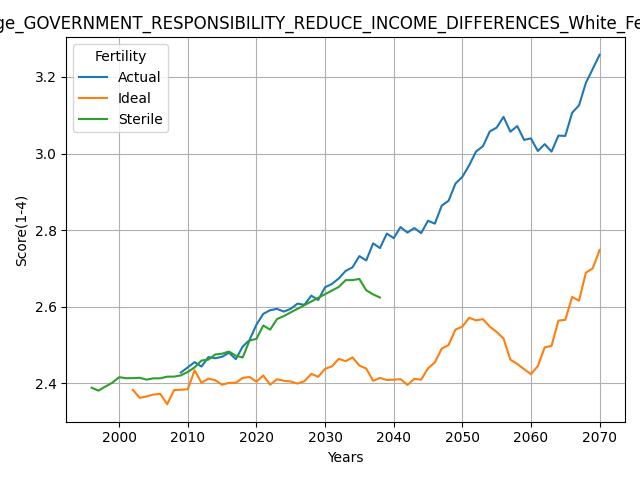 ge_GOVERNMENT_RESPONSIBILITY_REDUCE_INCOME_DIFFERENCES_White_Fe
Fertility
Actual
Ideal
Sterile
3.2
3.0
2.8
2.6
2.4
Score(1-4)
2000 2010 2020 2030 2040 2050 2060 2070
Years